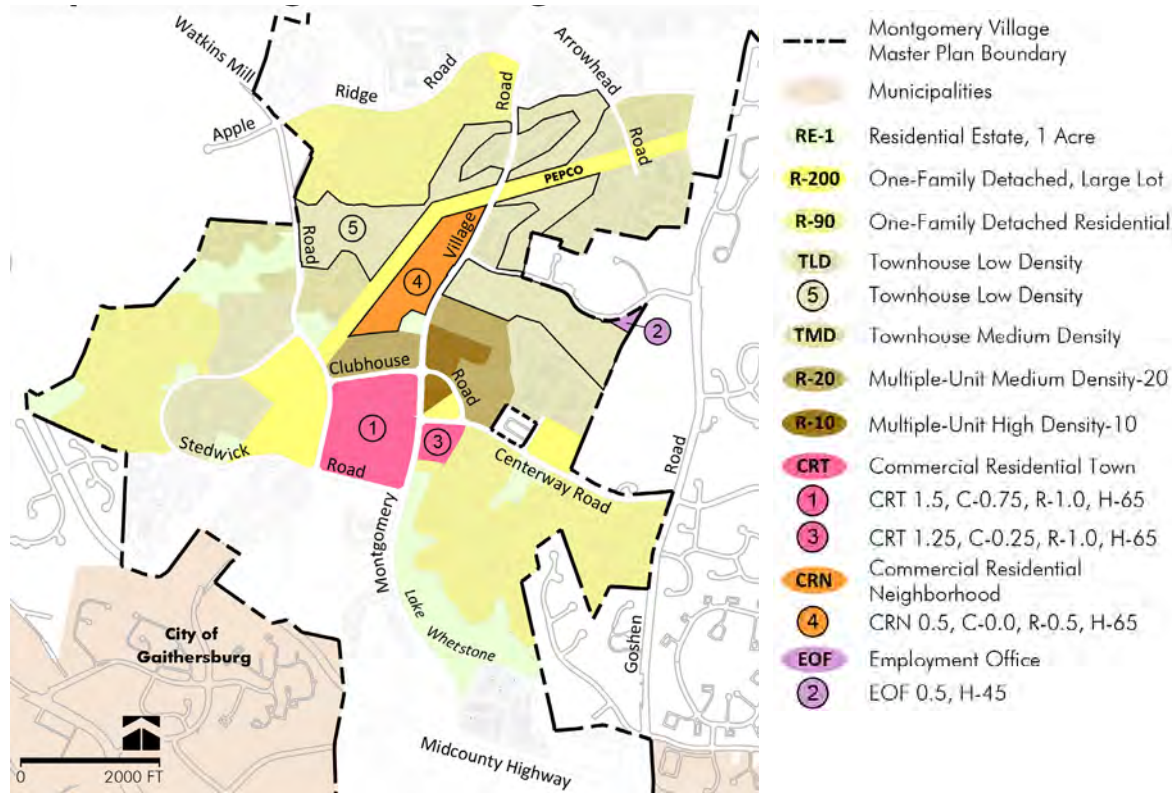 Watkins Mill
Road
Apple
Ridge
Road
Road
Arrowhead
Road
PEPCO
Village
5
4
2
Clubhouse
Road
1
3
Stedwick
Road
Centerway Road
Montgomery
Lake
Whetstone
Road
Goshen
City of
Gaithersburg
0
2000 FT
Midcounty Highway
Montgomery Village
Master Plan Boundary
Municipalities
RE-1 Residential Estate, 1 Acre
R-200 One-Family Detached, Large Lot
R-90 One-Family Detached Residential
TLD Townhouse Low Density
5 Townhouse Low Density
TMD Townhouse Medium Density
R-20 Multiple-Unit Medium Density-20
R-10 Multiple-Unit High Density-10
CRT Commercial Residential Town
1 CRT 1.5, C-0.75, R-1.0, H-65
3 CRT 1.25, C-0.25, R-1.0, H-65
CRN Commercial Residential
Neighborhood
4 CRN 0.5, C-0.0, R-0.5, H-65
EOF Employment Office
2 EOF 0.5, H-45